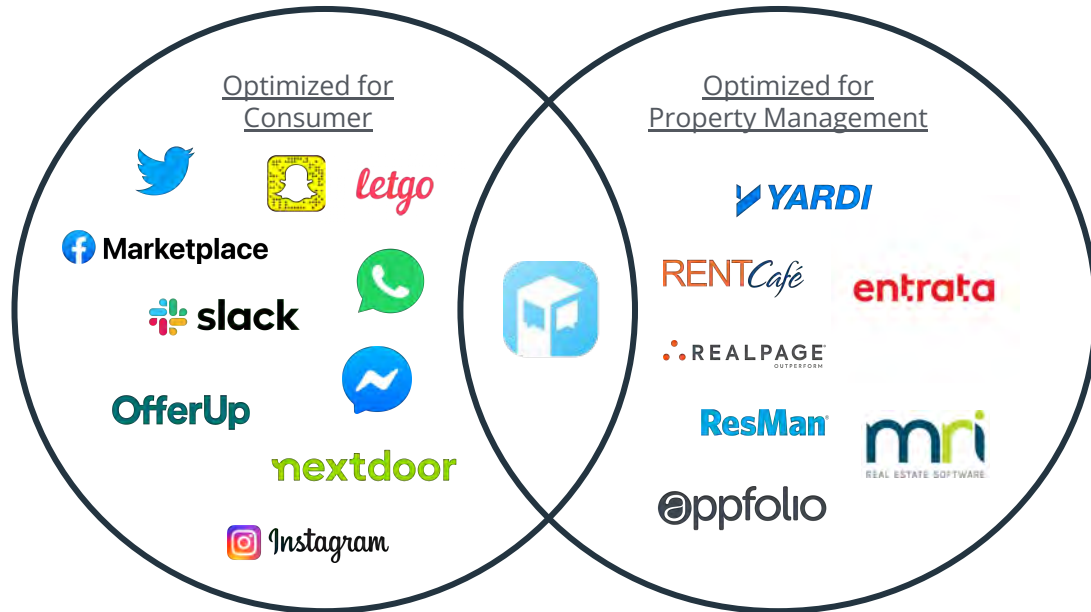 Optimized for
Consumer
letgo
Marketplace
slack
OfferUp
nextdoor
Instagram
Optimized for
Property Management
YARDI
RENTCafé
entrata
REALPAGE
OUTPERFORM
ResMan
mri
REAL ESTATE SOFTWARE
appfolio